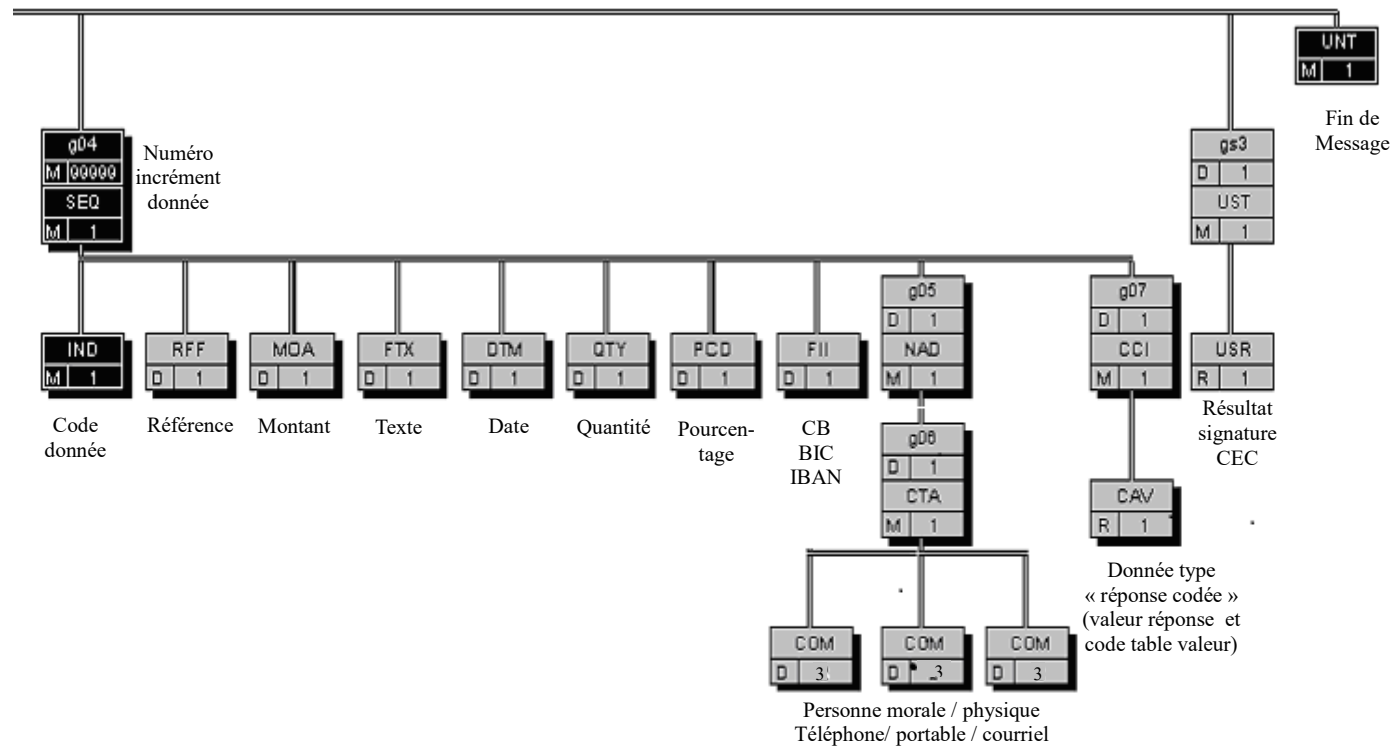 UNT
M 1
Fin de
Message
g04
M 99999
SEQ
M 1
Numéro
incrément
donnée
gs3
D 1
UST
M 1
g05
D 1
NAD
M 1
g07
D 1
CCI
M 1
IND
M 1
RFF
D 1
MOA
D 1
FTX
D 1
DTM
D 1
QTY
D 1
PCD
D 1
FII
D 1
USR
R 1
Code
donnée
Référence
Montant
Texte
Date
Quantité
Pourcen-
tage
CB
BIC
IBAN
Résultat
signature
CEC
g06
D 1
CTA
M 1
CAV
R 1
Donnée type
« réponse codée »
(valeur réponse et
code table valeur)
COM
D 3
COM
D 3
COM
D 3
Personne morale / physique
Téléphone/ portable / courriel